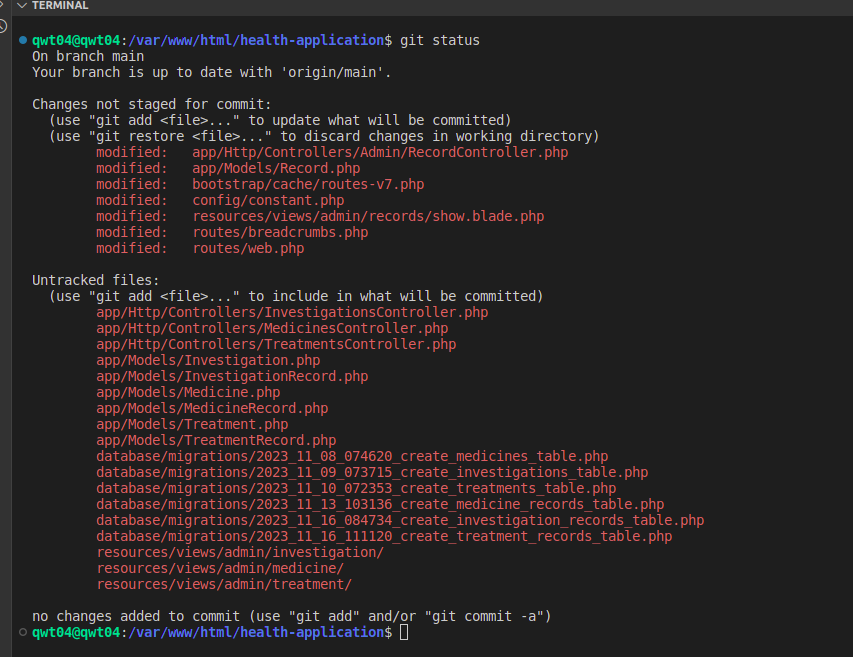 TERMINAL
qwt04@qwt04:/var/www/html/health-application$ git status
On branch main
Your branch is up to date with 'origin/main'.
Changes not staged for commit:
  (use "git add <file>..." to update what will be committed)
  (use "git restore <file>..." to discard changes in working directory)
        modified:   app/Http/Controllers/Admin/RecordController.php
        modified:   app/Models/Record.php
        modified:   bootstrap/cache/routes-v7.php
        modified:   config/constant.php
        modified:   resources/views/admin/records/show.blade.php
        modified:   routes/breadcrumbs.php
        modified:   routes/web.php
Untracked files:
  (use "git add <file>..." to include in what will be committed)
        app/Http/Controllers/InvestigationsController.php
        app/Http/Controllers/MedicinesController.php
        app/Http/Controllers/TreatmentsController.php
        app/Models/Investigation.php
        app/Models/InvestigationRecord.php
        app/Models/Medicine.php
        app/Models/MedicineRecord.php
        app/Models/Treatment.php
        app/Models/TreatmentRecord.php
        database/migrations/2023_11_08_074620_create_medicines_table.php
        database/migrations/2023_11_09_073715_create_investigations_table.php
        database/migrations/2023_11_10_072353_create_treatments_table.php
        database/migrations/2023_11_13_103136_create_medicine_records_table.php
        database/migrations/2023_11_16_084734_create_investigation_records_table.php
        database/migrations/2023_11_16_111120_create_treatment_records_table.php
        resources/views/admin/investigation/
        resources/views/admin/medicine/
        resources/views/admin/treatment/
no changes added to commit (use "git add" and/or "git commit -a")
qwt04@qwt04:/var/www/html/health-application$